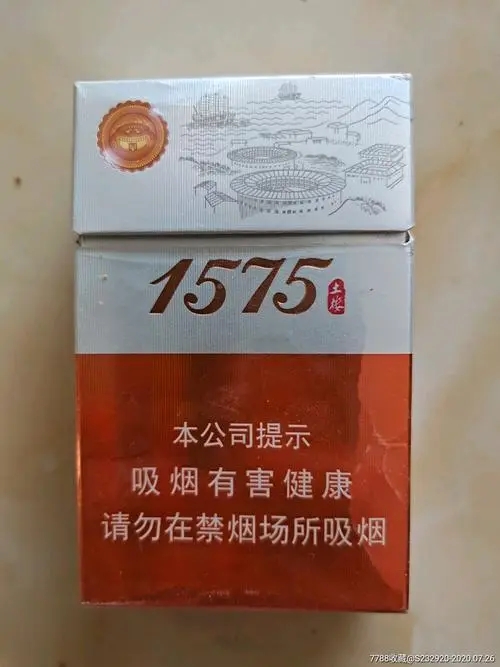 1575 土楼
本公司提示
吸烟有害健康
请勿在禁烟场所吸烟
7788收藏@S232920-2020.07.26